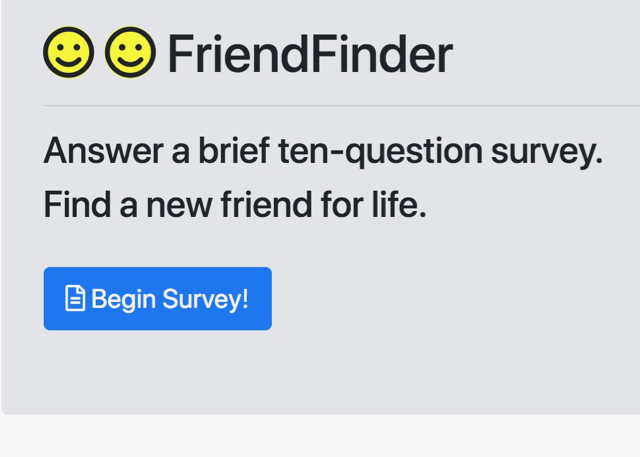 FriendFinder
Answer a brief ten-question survey.
Find a new friend for life.
Begin Survey!